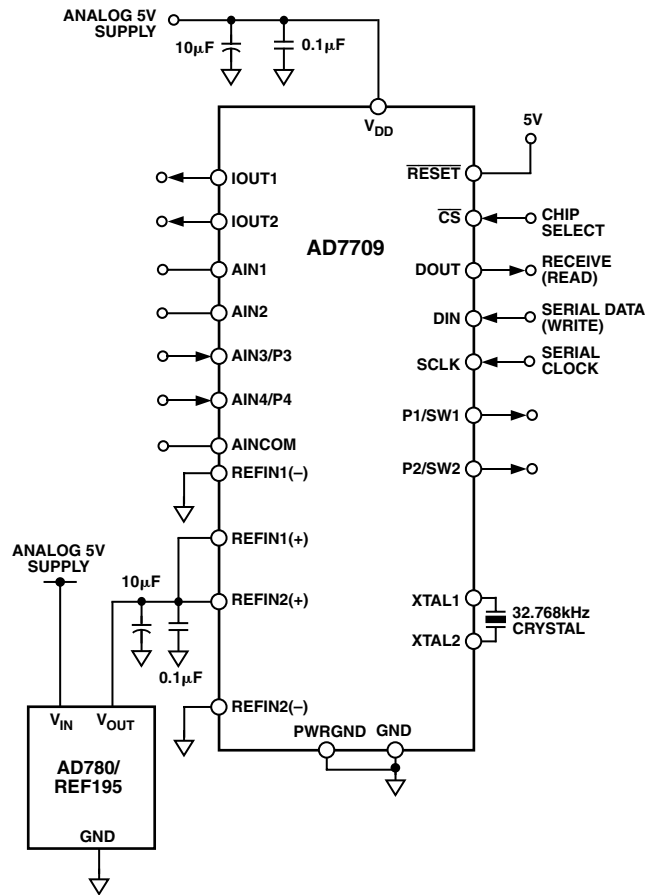 ANALOG 5V
SUPPLY
10µF
0.1µF
VDD
5V
IOUT1
RESET
IOUT2
CS
CHIP
SELECT
AD7709
AIN1
DOUT
RECEIVE
(READ)
AIN2
DIN
SERIAL DATA
(WRITE)
AIN3/P3
SCLK
SERIAL
CLOCK
AIN4/P4
P1/SW1
AINCOM
P2/SW2
REFIN1(–)
REFIN1(+)
ANALOG 5V
SUPPLY
10µF
REFIN2(+)
XTAL1
32.768kHz
CRYSTAL
XTAL2
0.1µF
REFIN2(–)
VIN
VOUT
PWRGND
GND
AD780/
REF195
GND